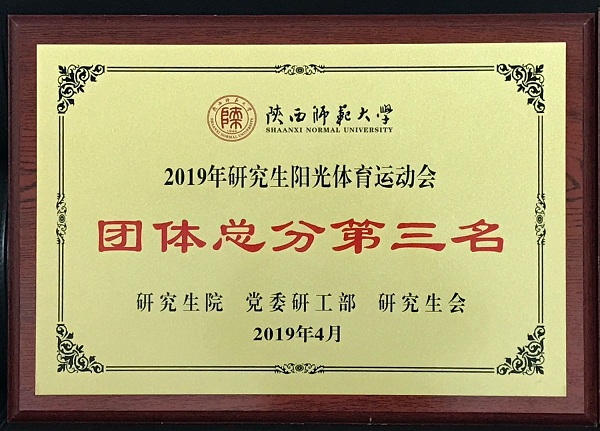 陕西师范大学
SHAANXI NORMAL UNIVERSITY
2019年研究生阳光体育运动会
团体总分第三名
研究生院 党委研工部 研究生会
2019年4月